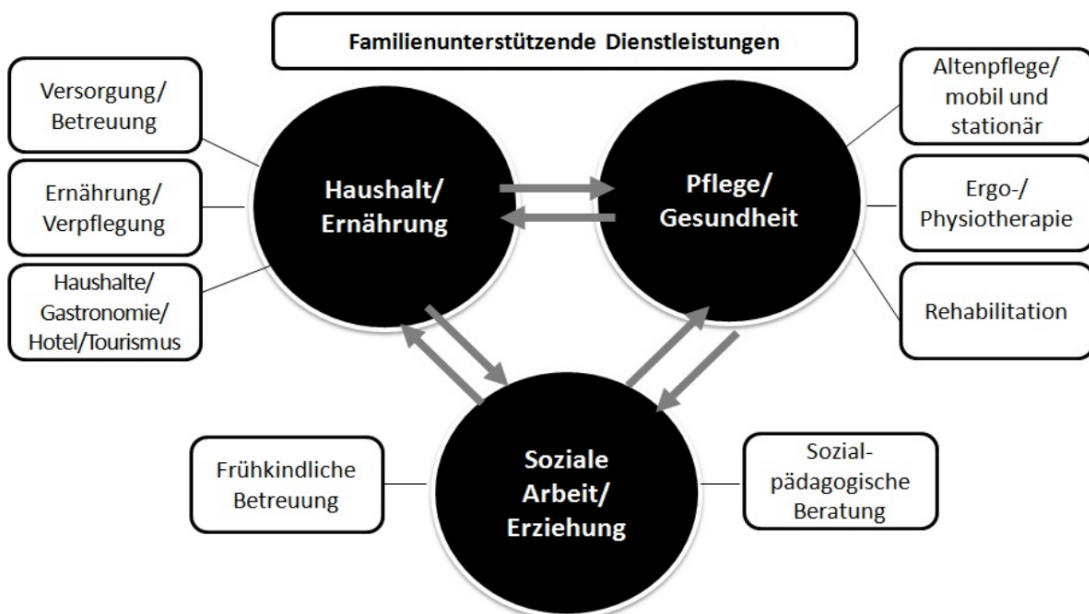 Familienunterstützende Dienstleistungen
Versorgung/
Betreuung
Ernährung/
Verpflegung
Haushalte/
Gastronomie/
Hotel/Tourismus
Haushalt/
Ernährung
Pflege/
Gesundheit
Altenpflege/
mobil und
stationär
Ergo-/
Physiotherapie
Rehabilitation
Frühkindliche
Betreuung
Soziale
Arbeit/
Erziehung
Sozial-
pädagogische
Beratung